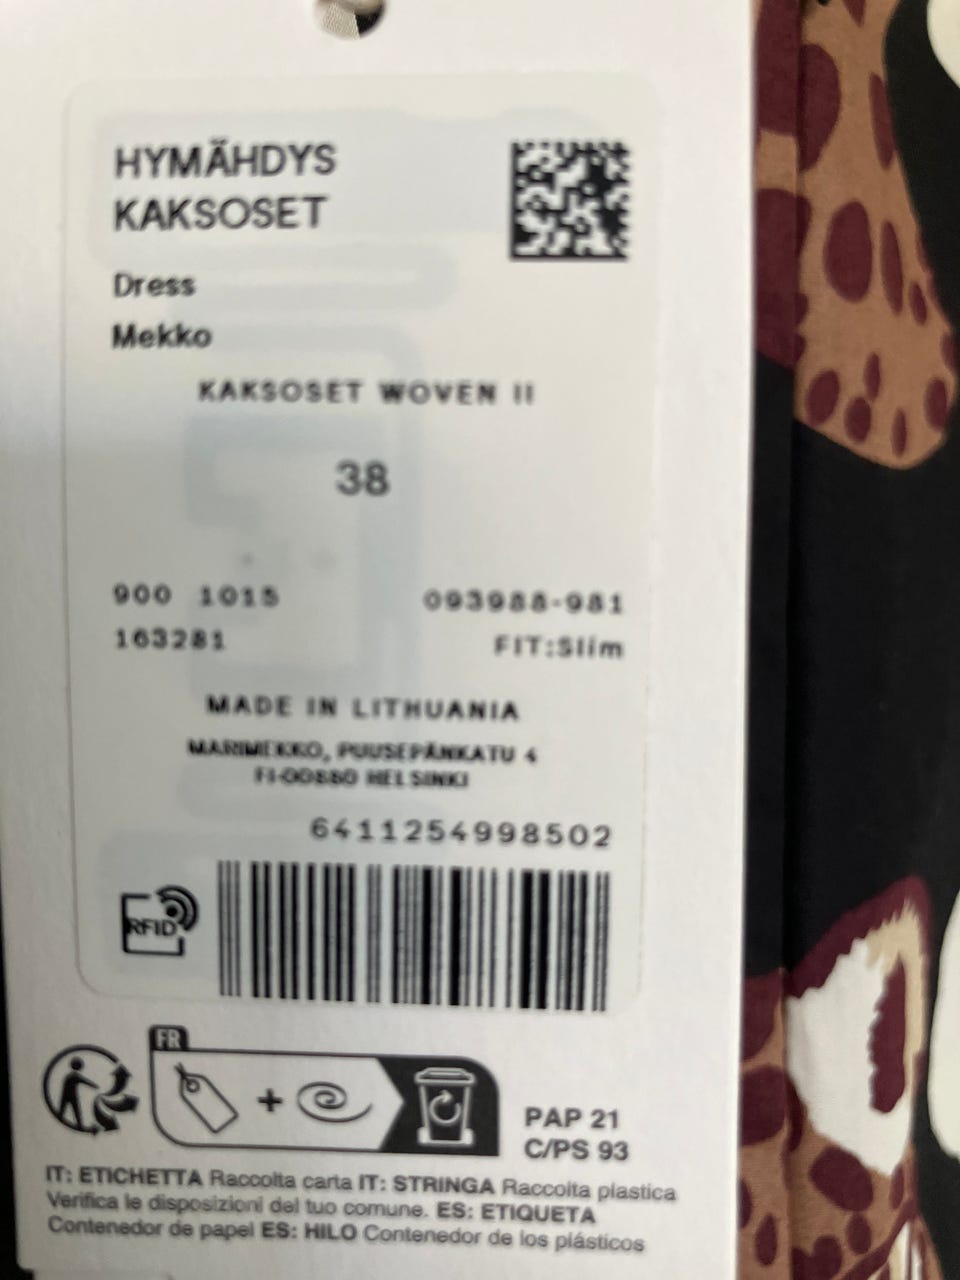 HYMÄHDYS
KAKSOSET
Dress
Mekko
KAKSOSET WOVEN II
38
900 1015 093988-981
163281 FIT:Slim
MADE IN LITHUANIA
MARIMEKKO, PUUSEPÄNKATU 4
FI-00880 HELSINKI
6411254998502
RFID
FR
+
PAP 21
C/PS 93
IT: ETICHETTA Raccolta carta IT: STRINGA Raccolta plastica
Verifica le disposizioni del tuo comune. ES: ETIQUETA
Contenedor de papel ES: HILO Contenedor de los plásticos